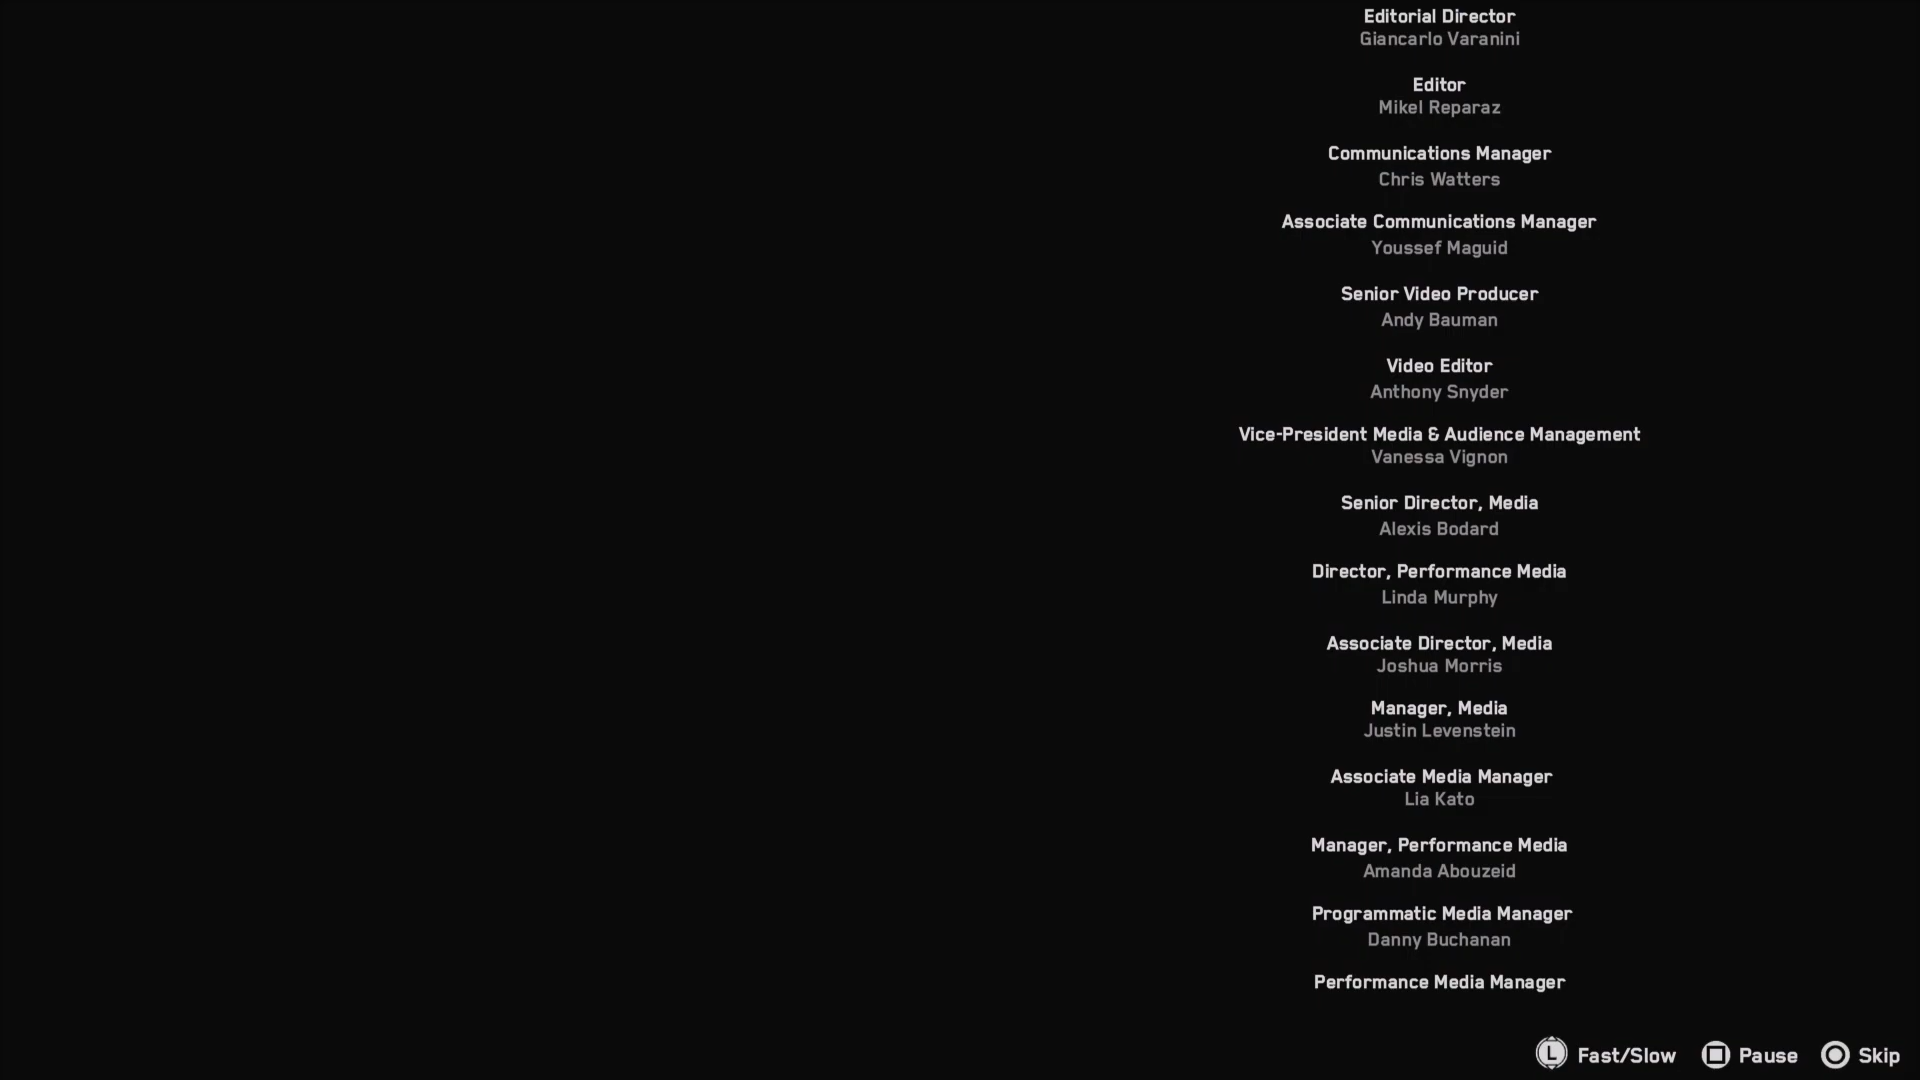 Editorial Director
Giancarlo Varanini
Editor
Mikel Reparaz
Communications Manager
Chris Watters
Associate Communications Manager
Youssef Maguid
Senior Video Producer
Andy Bauman
Video Editor
Anthony Snyder
Vice-President Media & Audience Management
Vanessa Vignon
Senior Director, Media
Alexis Bodard
Director, Performance Media
Linda Murphy
Associate Director, Media
Joshua Morris
Manager, Media
Justin Levenstein
Associate Media Manager
Lia Kato
Manager, Performance Media
Amanda Abouzeid
Programmatic Media Manager
Danny Buchanan
Performance Media Manager
L Fast/Slow Pause Skip